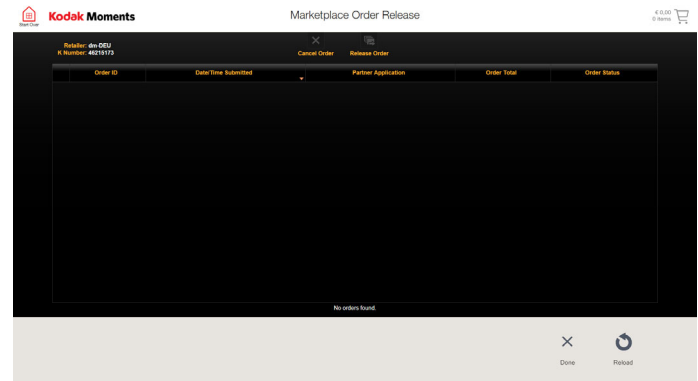 Start Over
Kodak Moments
Marketplace Order Release
€ 0,00
0 items
Retailer: dm-DEU
K Number: 46215173
Cancel Order
Release Order
Order ID
Date/Time Submitted
Partner Application
Order Total
Order Status
No orders found.
Done
Reload